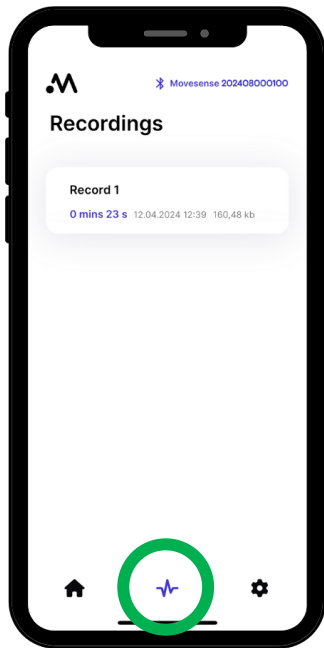 Movesense 202408000100
Recordings
Record 1
0 mins 23 s 12.04.2024 12:39 160,48 kb